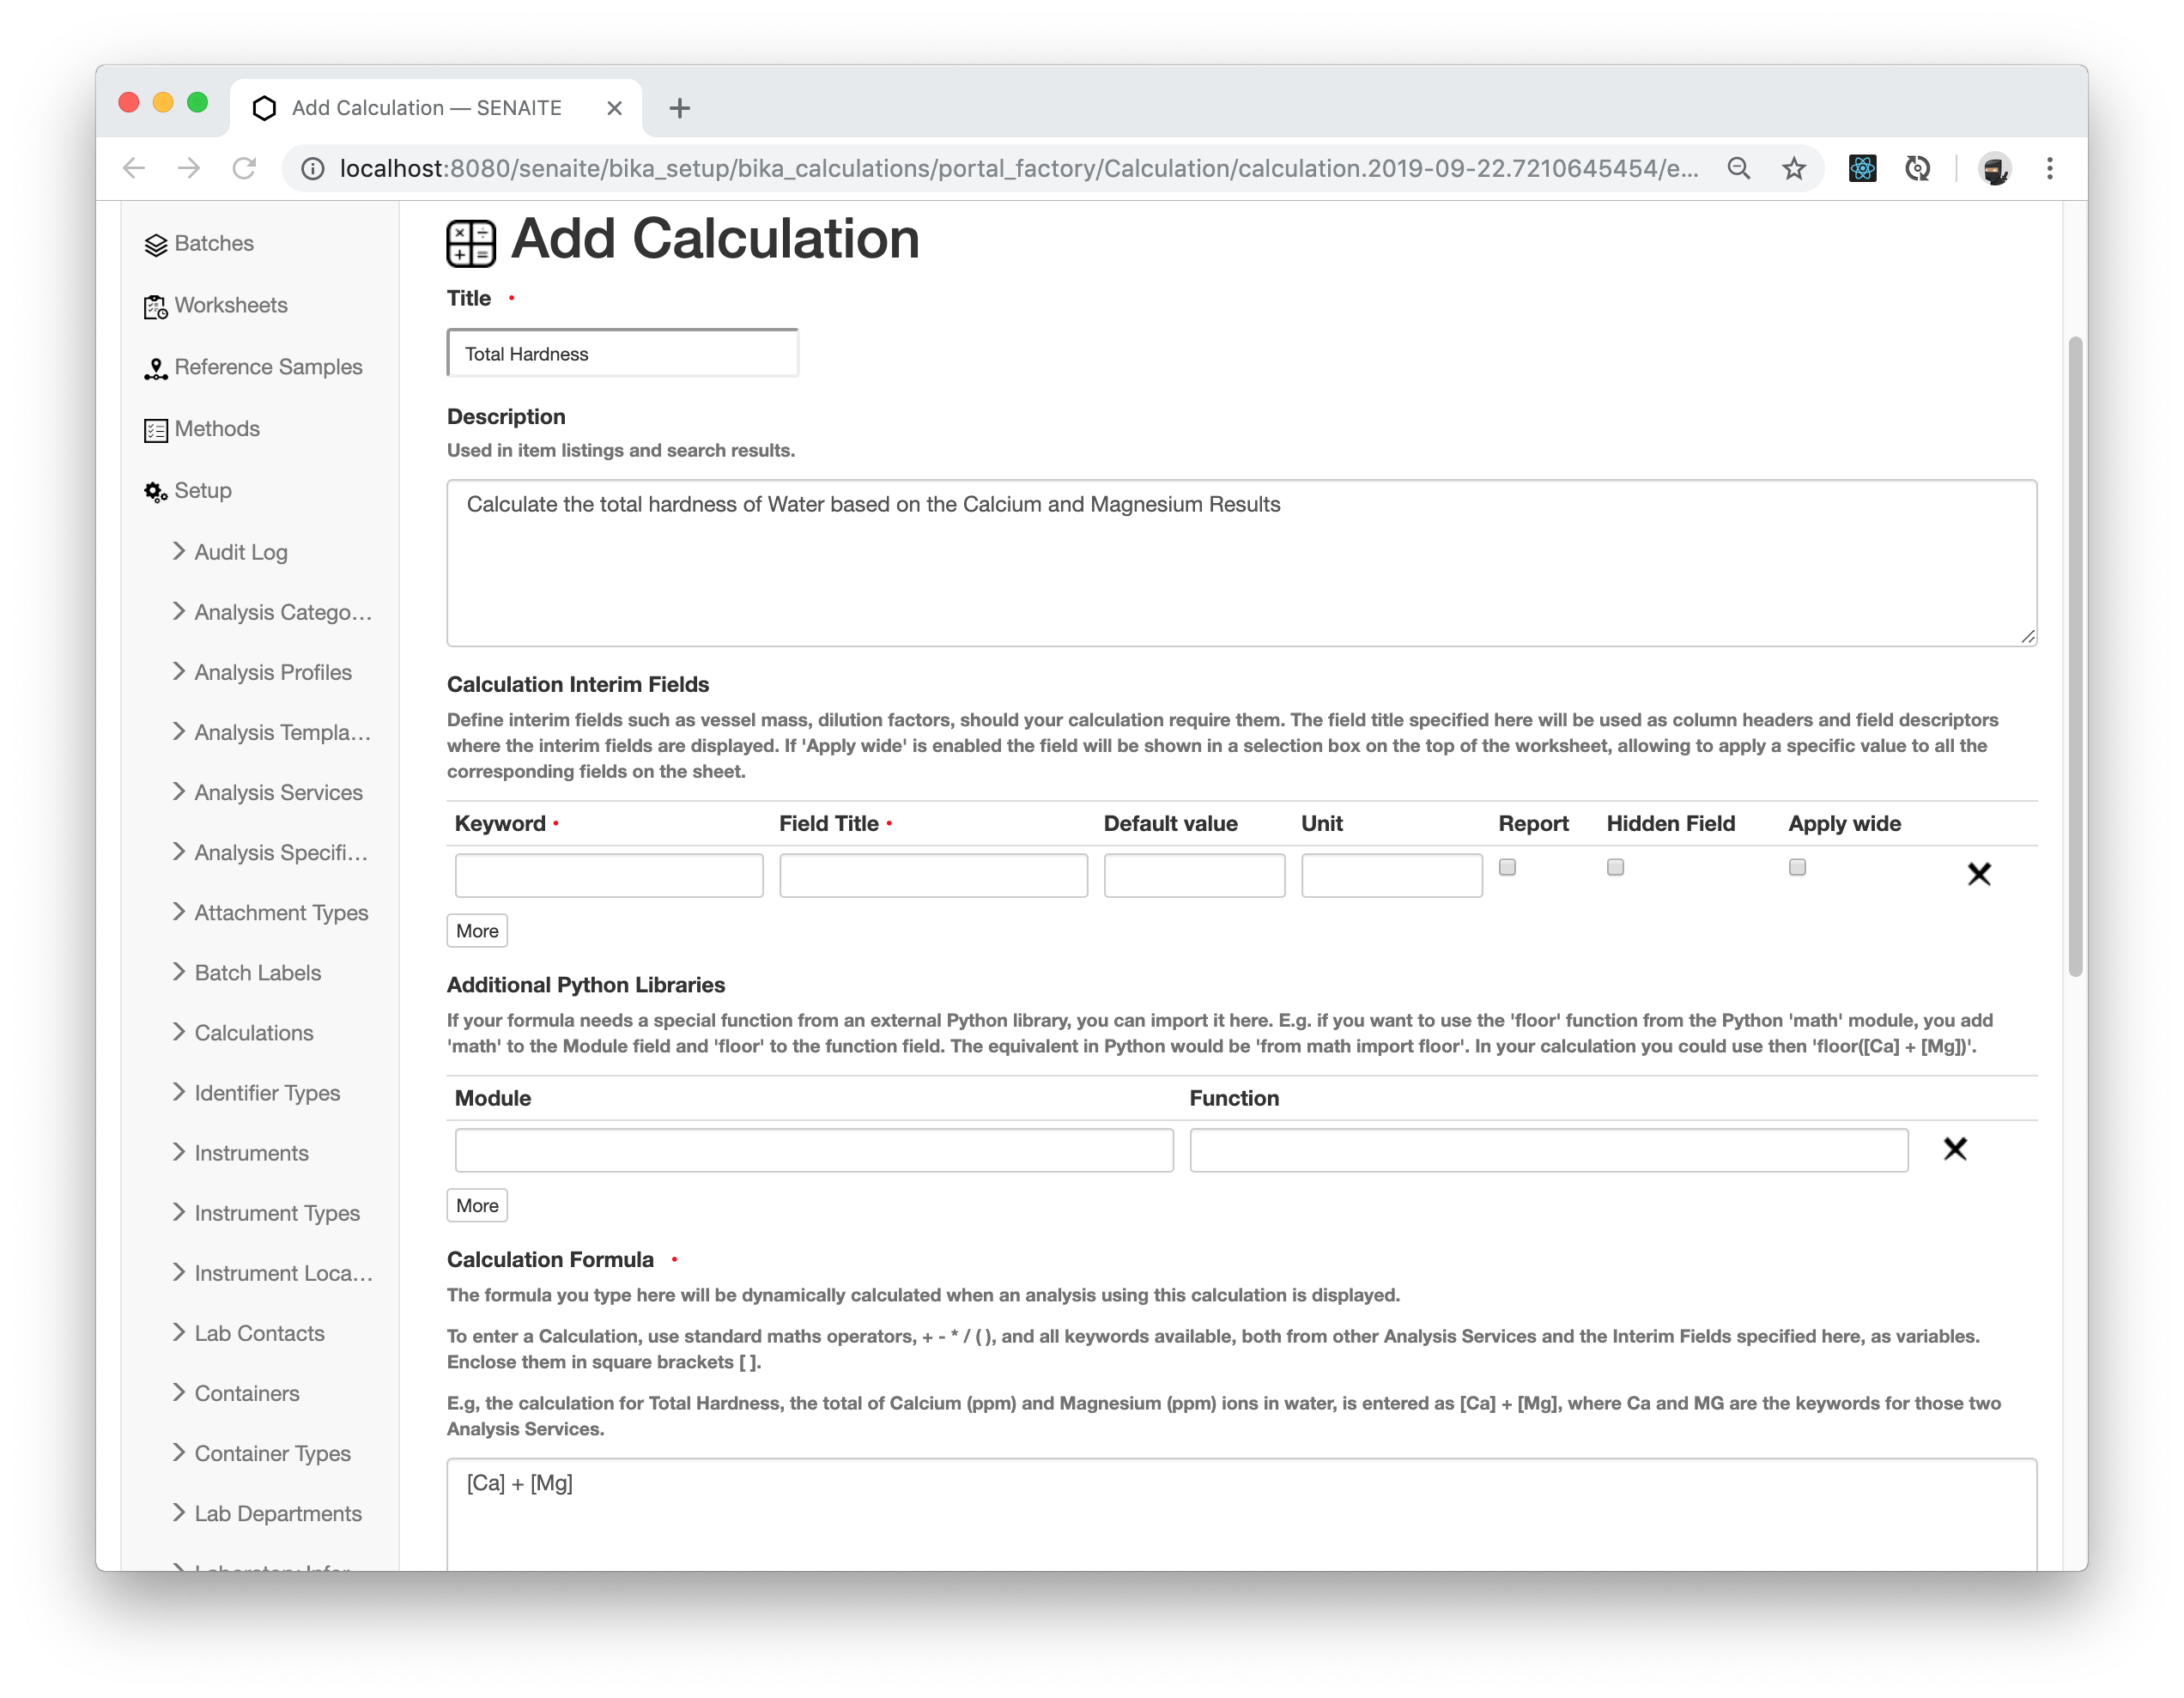 Add Calculation — SENAITE
localhost:8080/senaite/bika_setup/bika_calculations/portal_factory/Calculation/calculation.2019-09-22.7210645454/e...
Batches
Worksheets
Reference Samples
Methods
Setup
Audit Log
Analysis Catego...
Analysis Profiles
Analysis Templa...
Analysis Services
Analysis Specifi...
Attachment Types
Batch Labels
Calculations
Identifier Types
Instruments
Instrument Types
Instrument Loca...
Lab Contacts
Containers
Container Types
Lab Departments
Add Calculation
Title
Total Hardness
Description
Used in item listings and search results.
Calculate the total hardness of Water based on the Calcium and Magnesium Results
Calculation Interim Fields
Define interim fields such as vessel mass, dilution factors, should your calculation require them. The field title specified here will be used as column headers and field descriptors
where the interim fields are displayed. If 'Apply wide' is enabled the field will be shown in a selection box on the top of the worksheet, allowing to apply a specific value to all the
corresponding fields on the sheet.
Keyword Field Title Default value Unit Report Hidden Field Apply wide
More
Additional Python Libraries
If your formula needs a special function from an external Python library, you can import it here. E.g. if you want to use the 'floor' function from the Python 'math' module, you add
'math' to the Module field and 'floor' to the function field. The equivalent in Python would be 'from math import floor'. In your calculation you could use then 'floor([Ca] + [Mg])'.
Module Function
More
Calculation Formula
The formula you type here will be dynamically calculated when an analysis using this calculation is displayed.
To enter a Calculation, use standard maths operators, + - * / ( ), and all keywords available, both from other Analysis Services and the Interim Fields specified here, as variables.
Enclose them in square brackets [ ].
E.g, the calculation for Total Hardness, the total of Calcium (ppm) and Magnesium (ppm) ions in water, is entered as [Ca] + [Mg], where Ca and MG are the keywords for those two
Analysis Services.
[Ca] + [Mg]